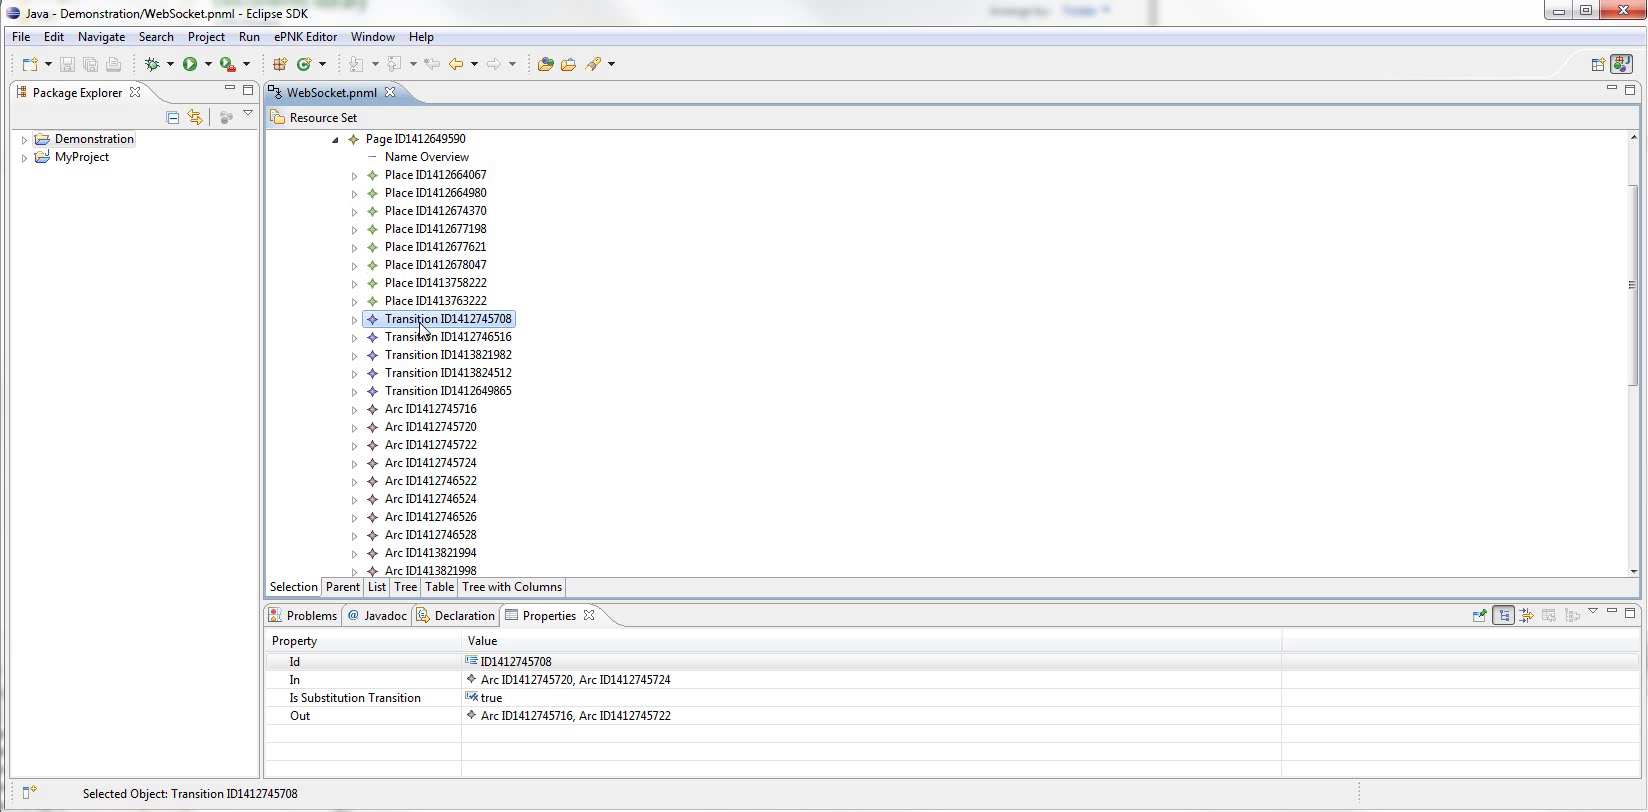 Java - Demonstration/WebSocket.pnml - Eclipse SDK
File Edit Navigate Search Project Run ePNK Editor Window Help
Package Explorer
Demonstration
MyProject
WebSocket.pnml
Resource Set
Page ID1412649590
Name Overview
Place ID1412664067
Place ID1412664980
Place ID1412674370
Place ID1412677198
Place ID1412677621
Place ID1412678047
Place ID1413758222
Place ID1413763222
Transition ID1412745708
Transition ID1412746516
Transition ID1413821982
Transition ID1413824512
Transition ID1412649865
Arc ID1412745716
Arc ID1412745720
Arc ID1412745722
Arc ID1412745724
Arc ID1412746522
Arc ID1412746524
Arc ID1412746526
Arc ID1412746528
Arc ID1413821994
Arc ID1413821998
Selection Parent List Tree Table Tree with Columns
Problems @ Javadoc Declaration Properties
Property Value
Id ID1412745708
In Arc ID1412745720, Arc ID1412745724
Is Substitution Transition true
Out Arc ID1412745716, Arc ID1412745722
Selected Object: Transition ID1412745708